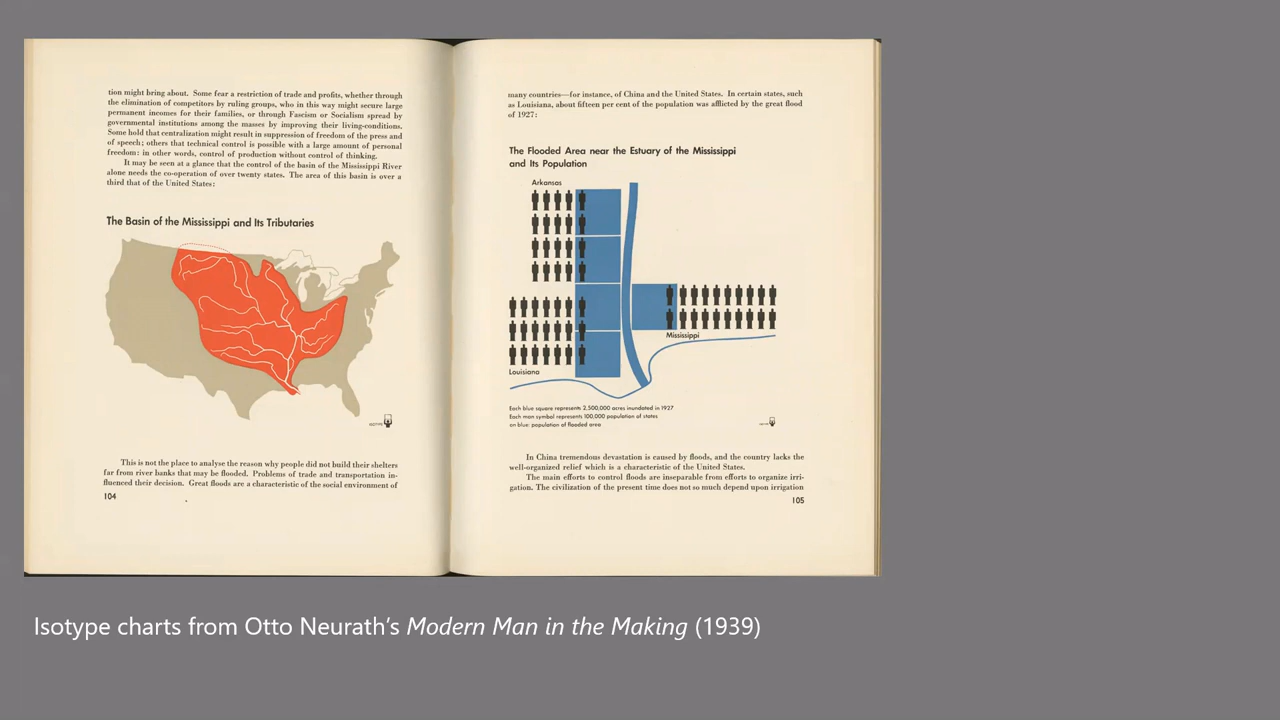 tion might bring about. Some fear a restriction of trade and profits, whether through
the elimination of competitors by ruling groups, who in this way might secure large
permanent incomes for their families, or through Fascism or Socialism spread by
governmental institutions among the masses by improving their living-conditions.
Some hold that centralization might result in suppression of freedom of the press and
of speech; others that technical control is possible with a large amount of personal
freedom: in other words, control of production without control of thinking.
It may be seen at a glance that the control of the basin of the Mississippi River
alone needs the co-operation of over twenty states. The area of this basin is over a
third that of the United States:
The Basin of the Mississippi and Its Tributaries
This is not the place to analyse the reason why people did not build their shelters
far from river banks that may be flooded. Problems of trade and transportation in-
fluenced their decision. Great floods are a characteristic of the social environment of
104
many countries—for instance, of China and the United States. In certain states, such
as Louisiana, about fifteen per cent of the population was afflicted by the great flood
of 1927:
The Flooded Area near the Estuary of the Mississippi
and Its Population
Arkansas
Mississippi
Louisiana
Each blue square represents 2,500,000 acres inundated in 1927
Each man symbol represents 100,000 population of states
on blue: population of flooded area
In China tremendous devastation is caused by floods, and the country lacks the
well-organized relief which is a characteristic of the United States.
The main efforts to control floods are inseparable from efforts to organize irri-
gation. The civilization of the present time does not so much depend upon irrigation
105
Isotype charts from Otto Neurath's Modern Man in the Making (1939)